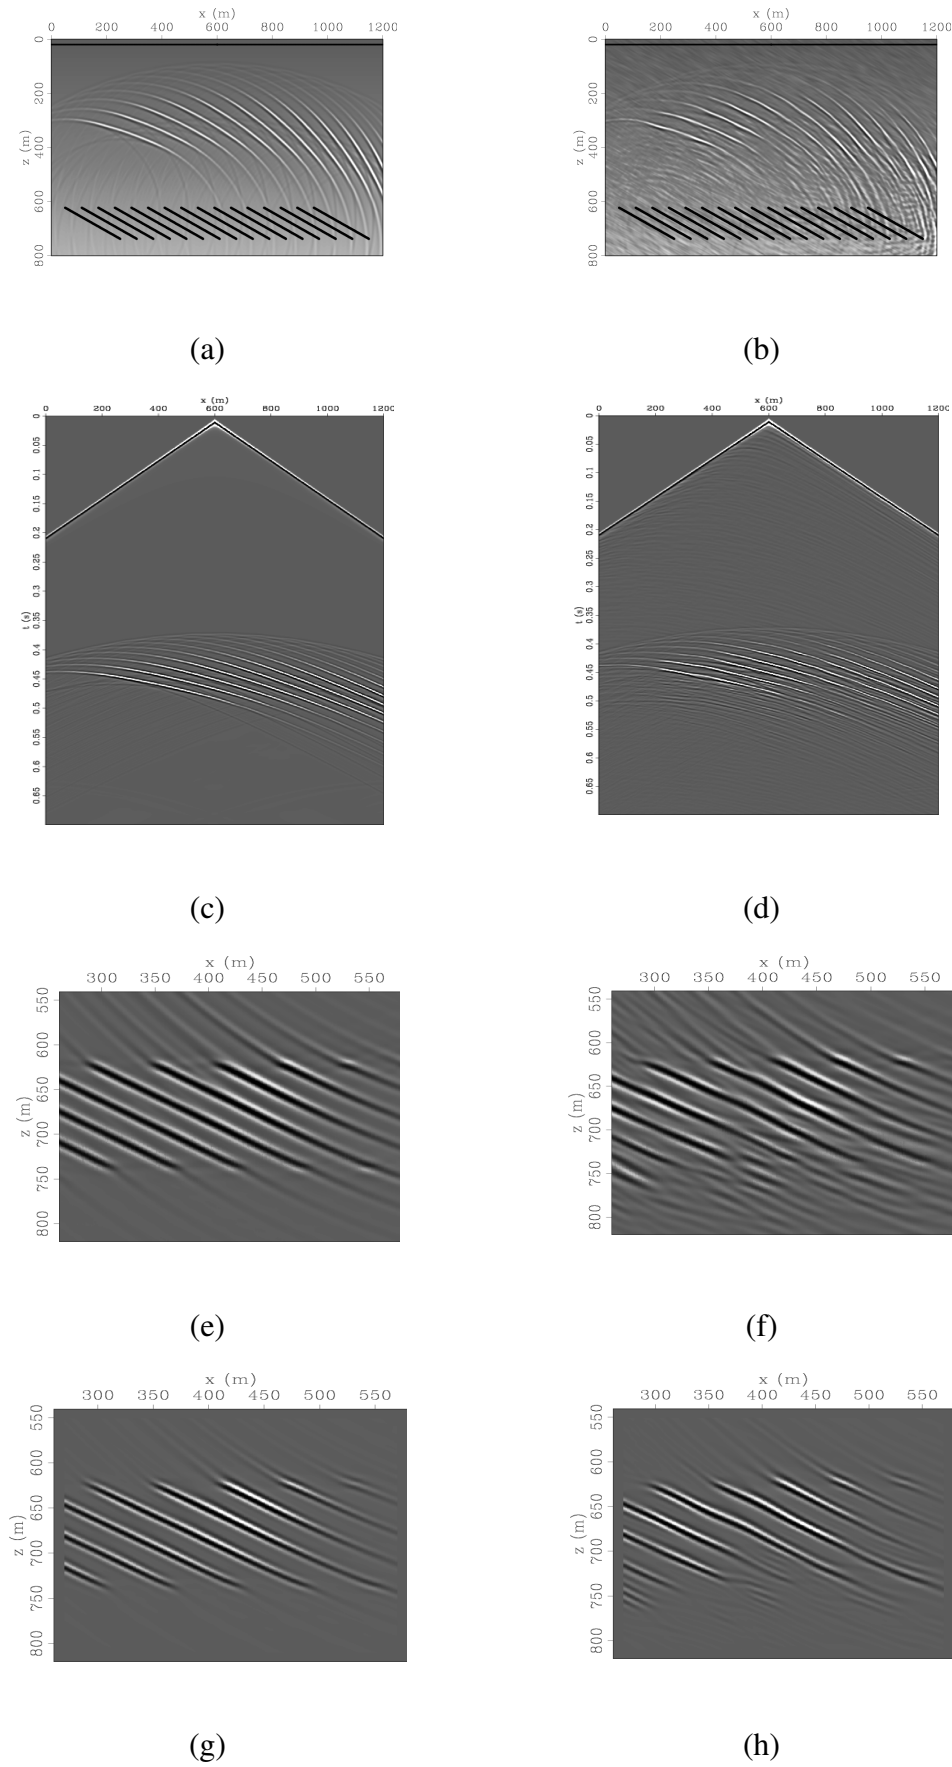 x (m) x (m)
0 200 400 600 800 1000 1200 0 200 400 600 800 1000 1200
z (m) z (m)
0 200 400 600 800 0 200 400 600 800
(a) (b)
x (m) x (m)
0 200 400 600 800 1000 1200 0 200 400 600 800 1000 1200
t (s) t (s)
0 0.05 0.1 0.15 0.2 0.25 0.3 0.35 0.4 0.45 0.5 0.55 0.6 0.65 0 0.05 0.1 0.15 0.2 0.25 0.3 0.35 0.4 0.45 0.5 0.55 0.6 0.65
(c) (d)
x (m) x (m)
300 350 400 450 500 550 300 350 400 450 500 550
z (m) z (m)
550 600 650 700 750 800 550 600 650 700 750 800
(e) (f)
x (m) x (m)
300 350 400 450 500 550 300 350 400 450 500 550
z (m) z (m)
550 600 650 700 750 800 550 600 650 700 750 800
(g) (h)